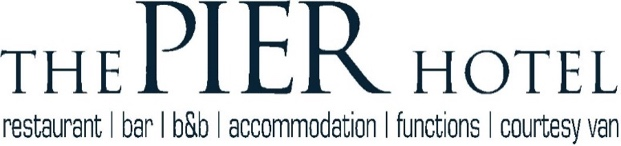 THE PIER HOTEL
restaurant | bar | b&b | accommodation | functions | courtesy van